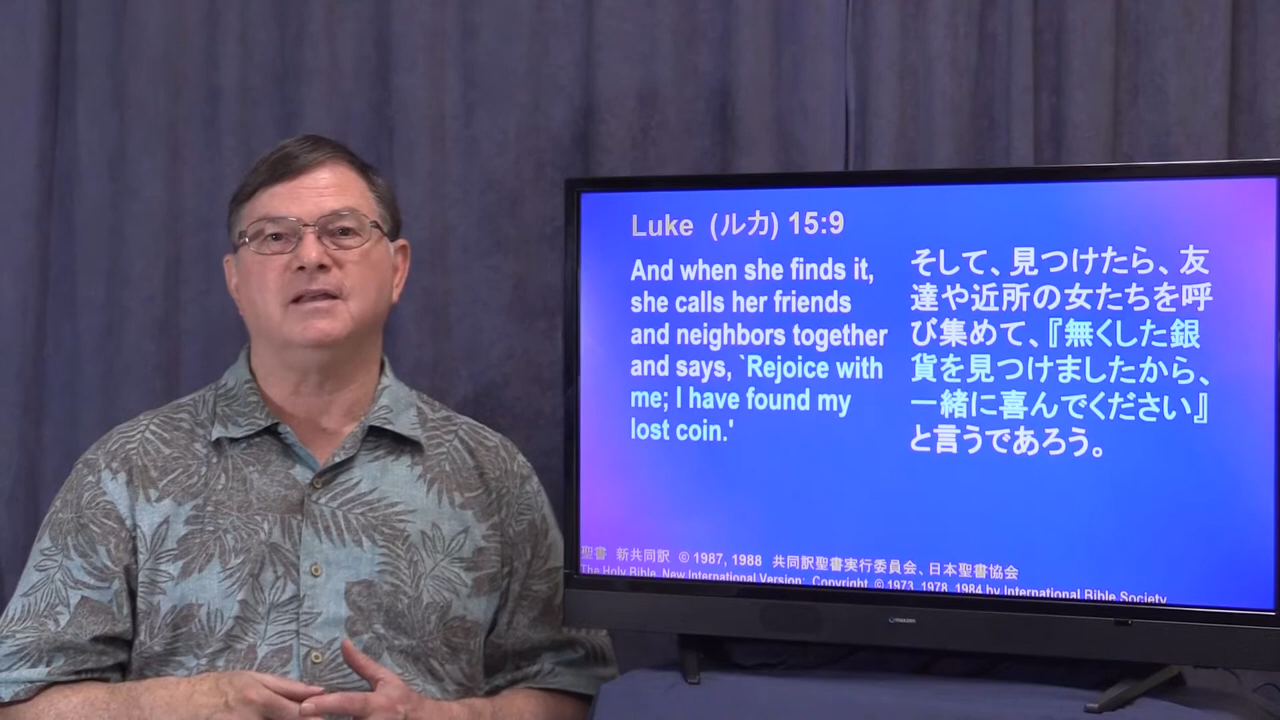 Luke (ルカ) 15:9
And when she finds it,
she calls her friends
and neighbors together
and says, `Rejoice with
me; I have found my
lost coin.'
そして、見つけたら、友
達や近所の女たちを呼
び集めて、『無くした銀
貨を見つけましたから、
一緒に喜んでください』
と言うであろう。
聖書 新共同訳 © 1987, 1988 共同訳聖書実行委員会、日本聖書協会
The Holy Bible, New International Version; Copyright, © 1973, 1978, 1984 by International Bible Society